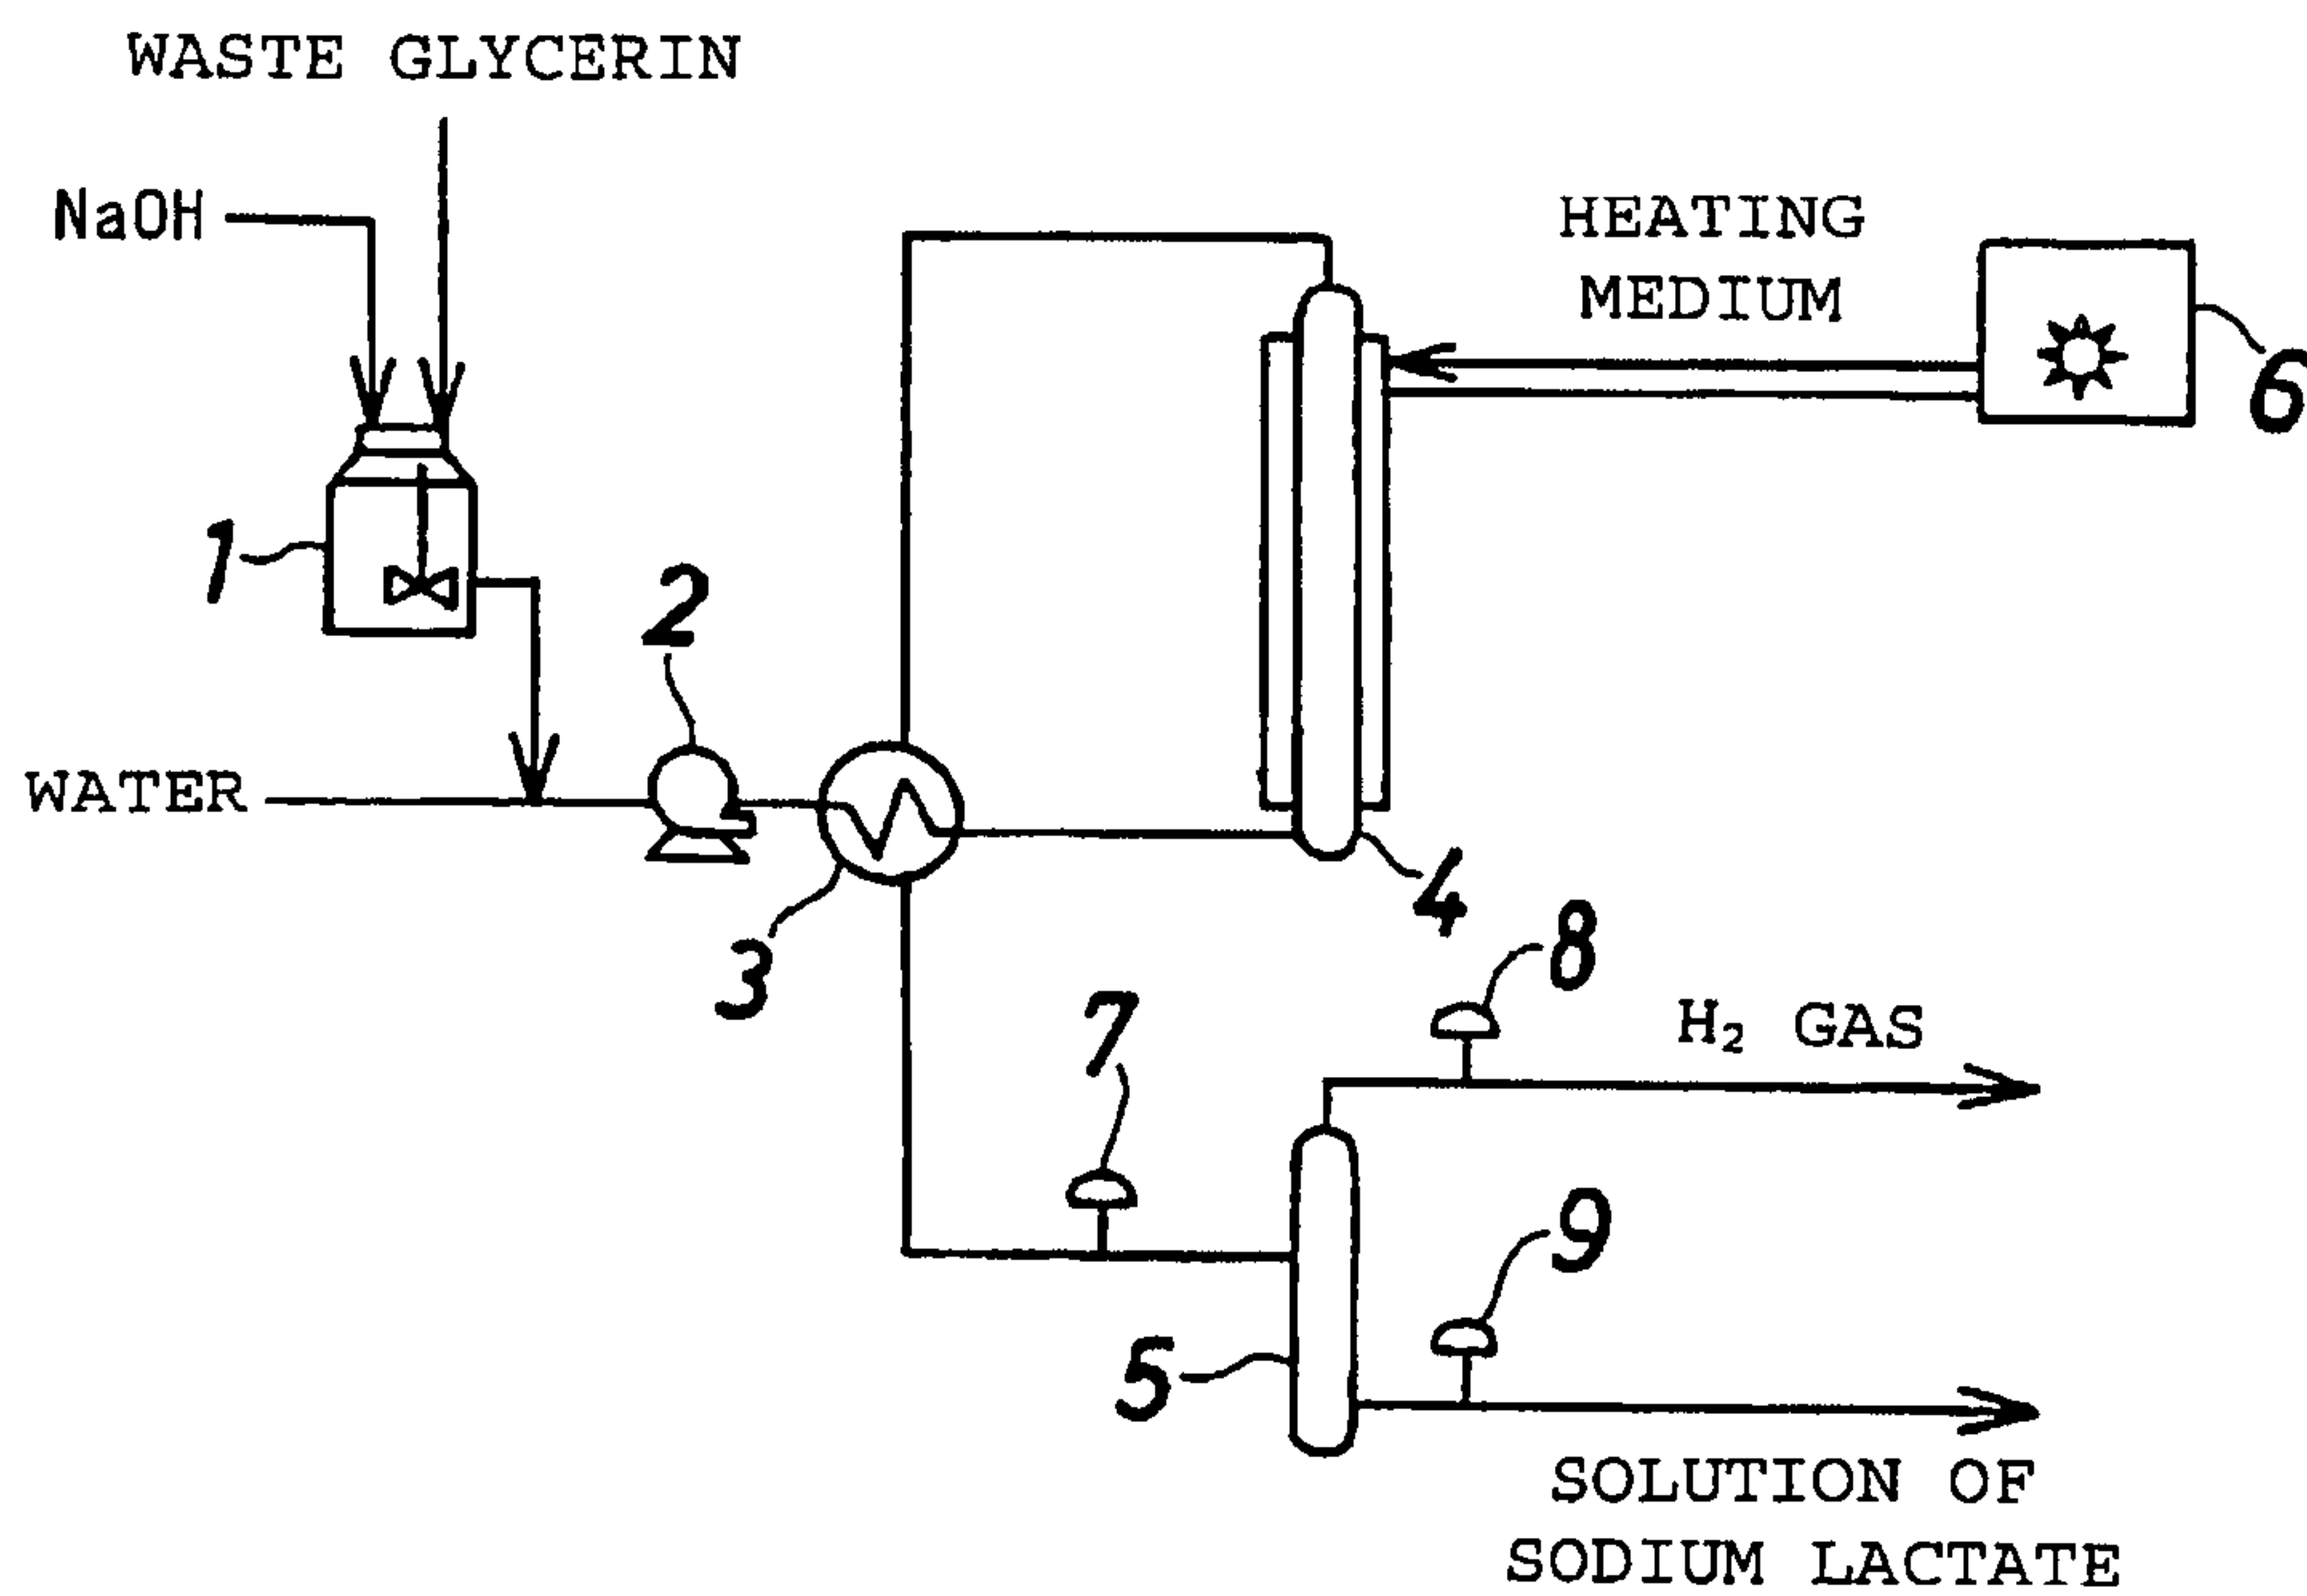 WASTE GLYCERIN
NaOH
HEATING
MEDIUM
6
1
2
WATER
4
3
8
7
H₂ GAS
9
5
SOLUTION OF
SODIUM LACTATE